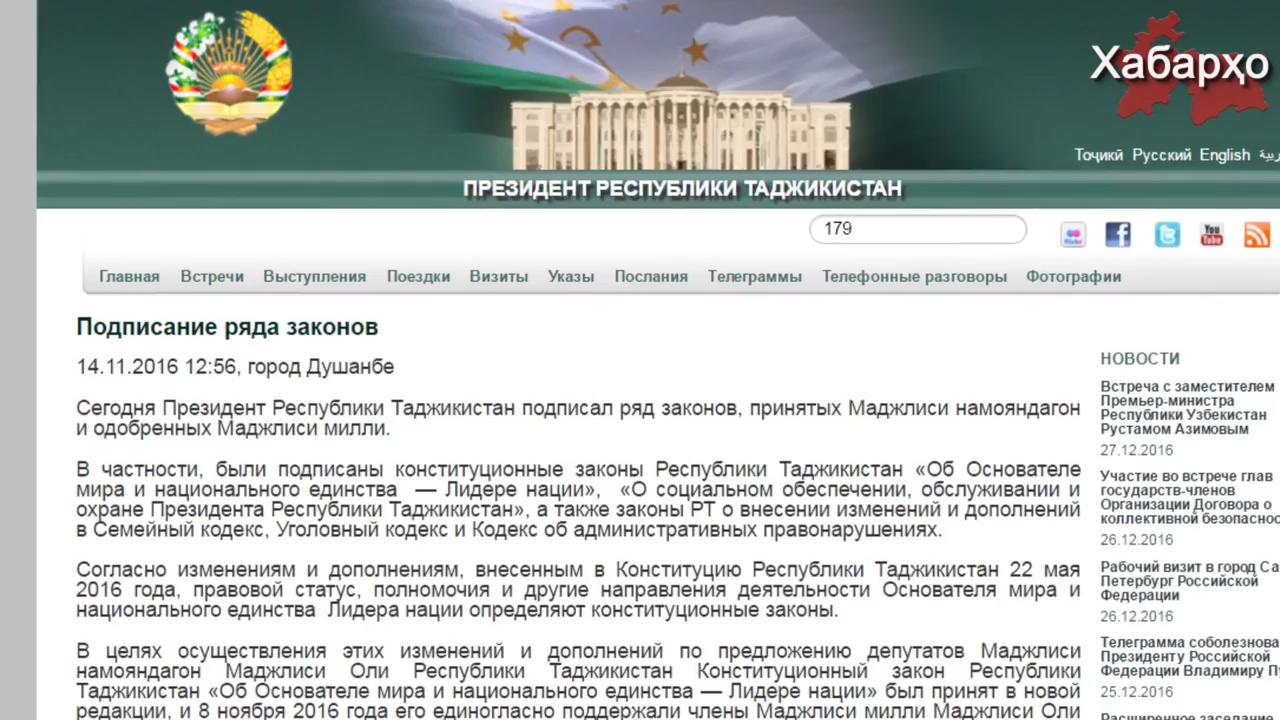 Хабарҳо
Тоҷикӣ Русский English
ПРЕЗИДЕНТ РЕСПУБЛИКИ ТАДЖИКИСТАН
179
flickr
You
Tube
Главная Встречи Выступления Поездки Визиты Указы Послания Телеграммы Телефонные разговоры Фотографии
Подписание ряда законов
14.11.2016 12:56, город Душанбе
Сегодня Президент Республики Таджикистан подписал ряд законов, принятых Маджлиси намояндагон
и одобренных Маджлиси милли.
В частности, были подписаны конституционные законы Республики Таджикистан «Об Основателе
мира и национального единства — Лидере нации», «О социальном обеспечении, обслуживании и
охране Президента Республики Таджикистан», а также законы РТ о внесении изменений и дополнений
в Семейный кодекс, Уголовный кодекс и Кодекс об административных правонарушениях.
Согласно изменениям и дополнениям, внесенным в Конституцию Республики Таджикистан 22 мая
2016 года, правовой статус, полномочия и другие направления деятельности Основателя мира и
национального единства Лидера нации определяют конституционные законы.
В целях осуществления этих изменений и дополнений по предложению депутатов Маджлиси
намояндагон Маджлиси Оли Республики Таджикистан Конституционный закон Республики
Таджикистан «Об Основателе мира и национального единства — Лидере нации» был принят в новой
редакции, и 8 ноября 2016 года его единогласно поддержали члены Маджлиси милли Маджлиси Оли
НОВОСТИ
Встреча с заместителем
Премьер-министра
Республики Узбекистан
Рустамом Азимовым
27.12.2016
Участие во встрече глав
государств-членов
Организации Договора о
коллективной безопаснос
26.12.2016
Рабочий визит в город Са
Петербург Российской
Федерации
26.12.2016
Телеграмма соболезнова
Президенту Российской
Федерации Владимиру Пу
25.12.2016
Расширенное заседание